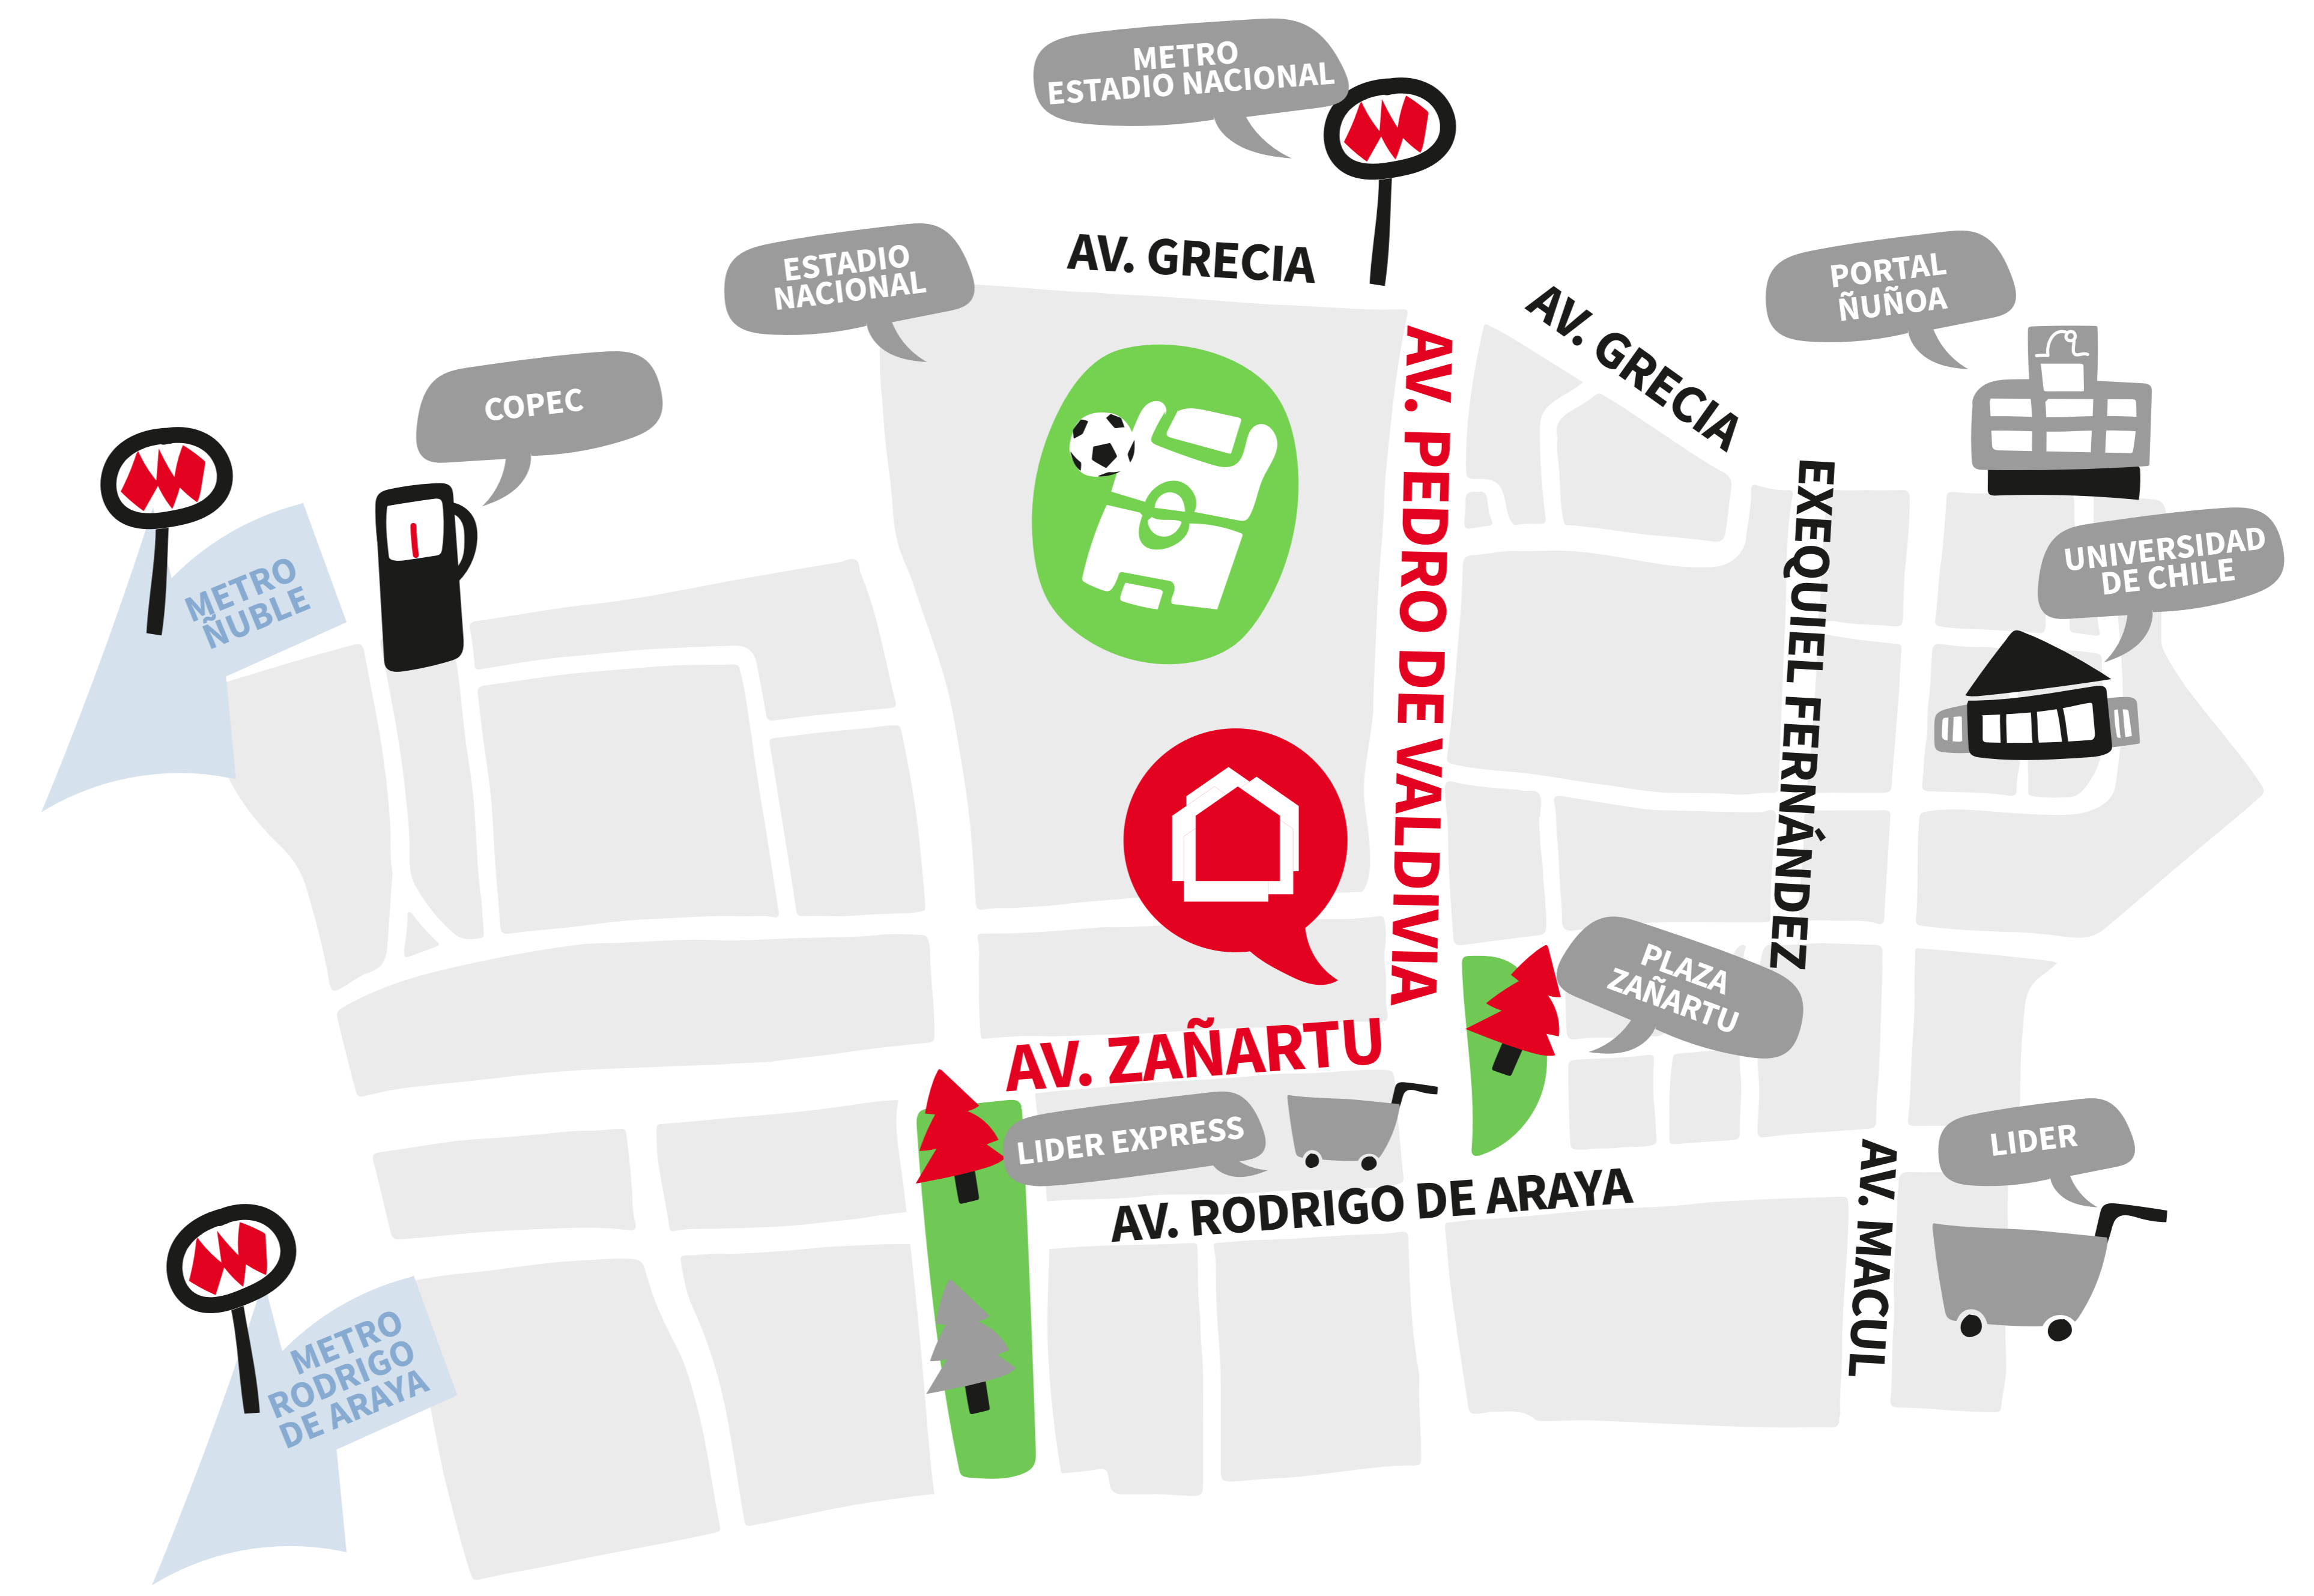 METRO
ESTADIO NACIONAL
AV. GRECIA
ESTADIO
NACIONAL
AV. GRECIA
PORTAL
ÑUÑOA
COPEC
AV. PEDRO DE VALDIVIA
EXEQUIEL FERNÁNDEZ
UNIVERSIDAD
DE CHILE
METRO
ÑUBLE
PLAZA
ZAÑARTU
AV. ZAÑARTU
LIDER EXPRESS
AV. RODRIGO DE ARAYA
AV. MACUL
LIDER
METRO
RODRIGO
DE ARAYA